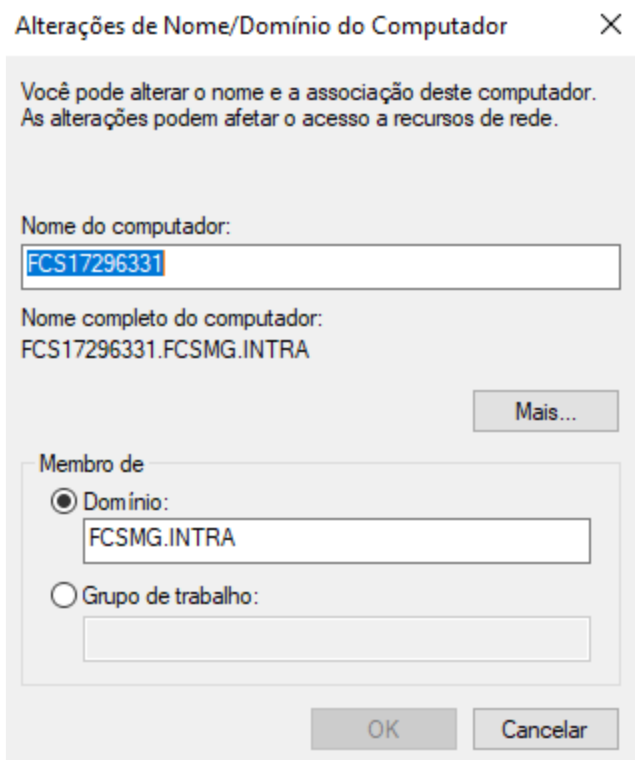 Alterações de Nome/Domínio do Computador
Você pode alterar o nome e a associação deste computador.
As alterações podem afetar o acesso a recursos de rede.
Nome do computador:
FCS17296331
Nome completo do computador:
FCS17296331.FCSMG.INTRA
Mais...
Membro de
Domínio:
FCSMG.INTRA
Grupo de trabalho:
OK
Cancelar